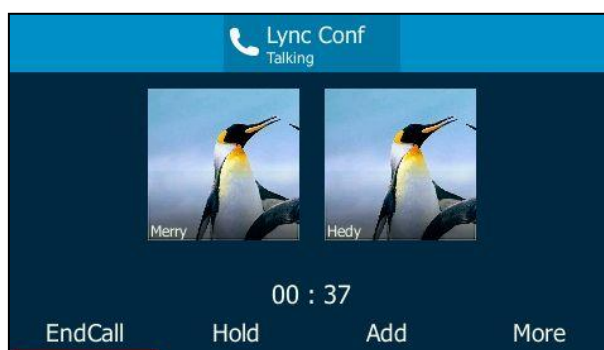 Lync Conf
Talking
Merry
Hedy
00 : 37
EndCall
Hold
Add
More